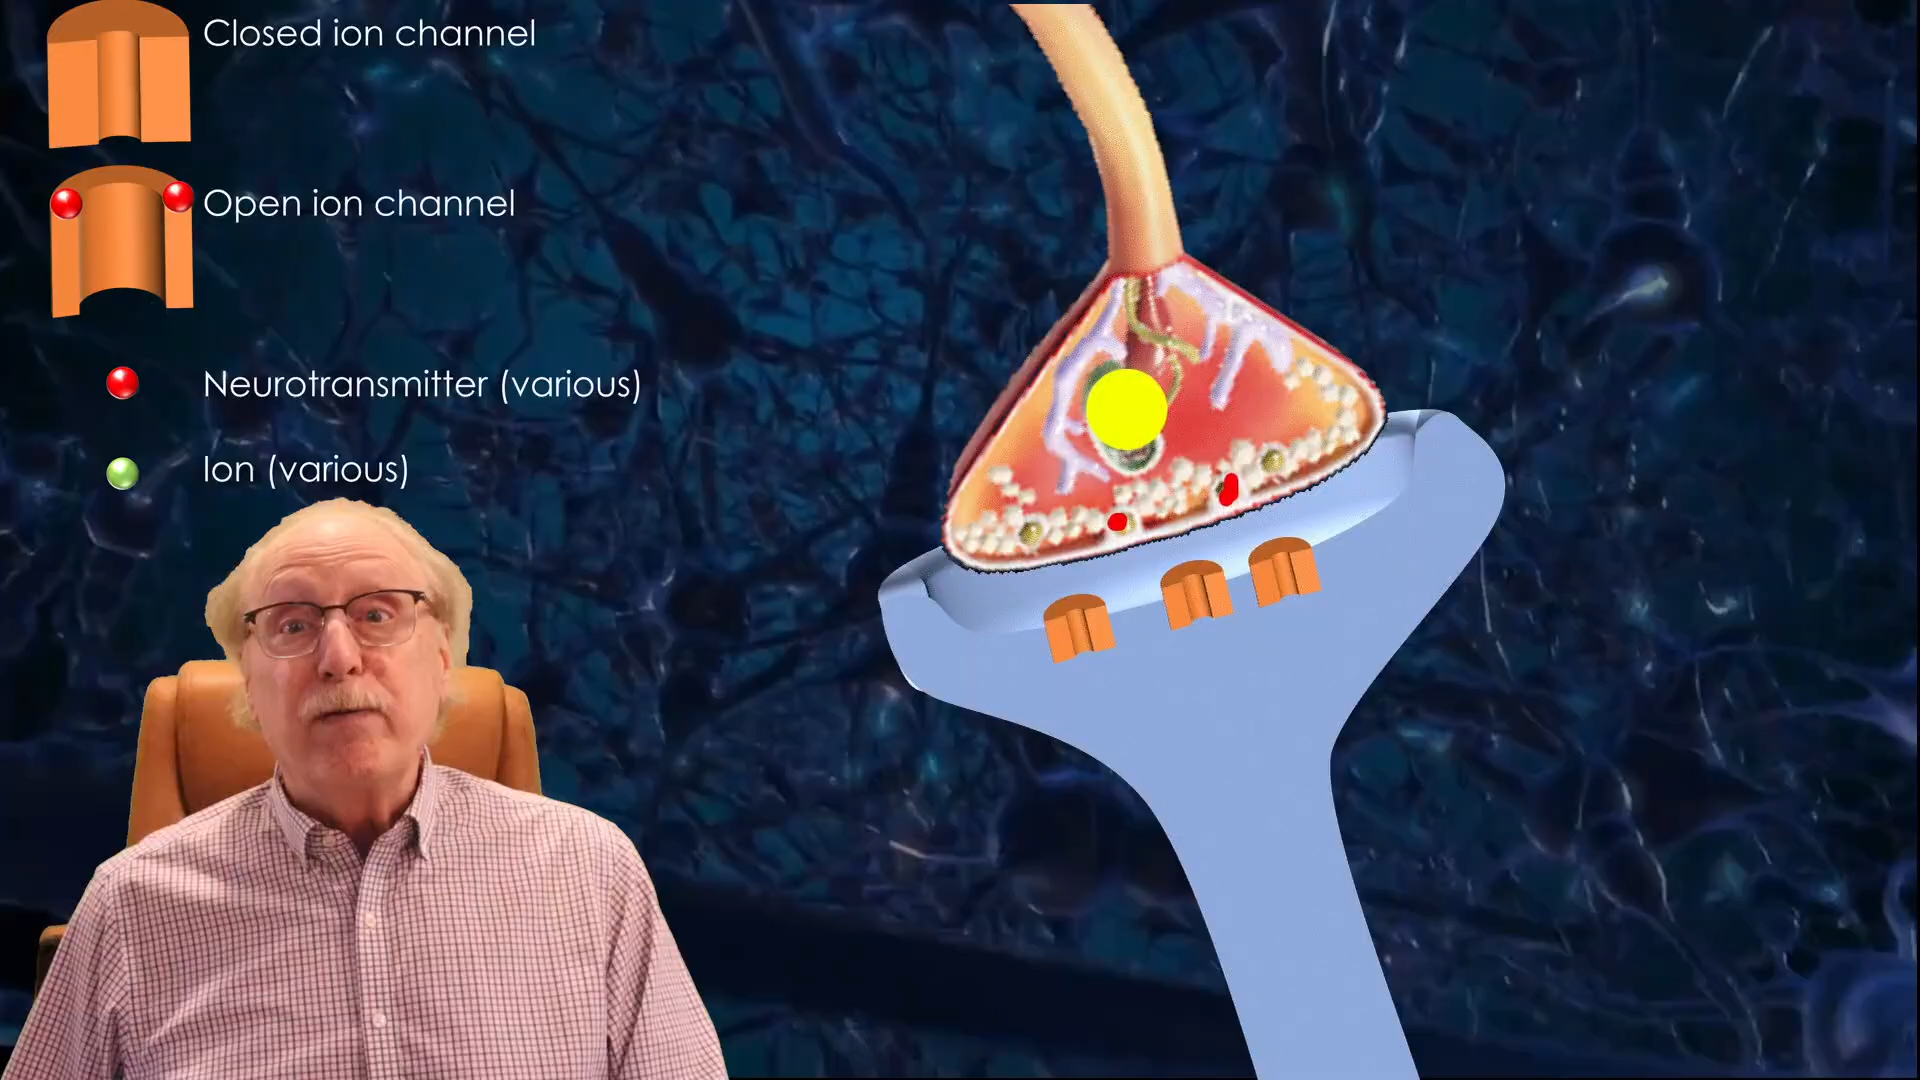 Closed ion channel
Open ion channel
Neurotransmitter (various)
Ion (various)